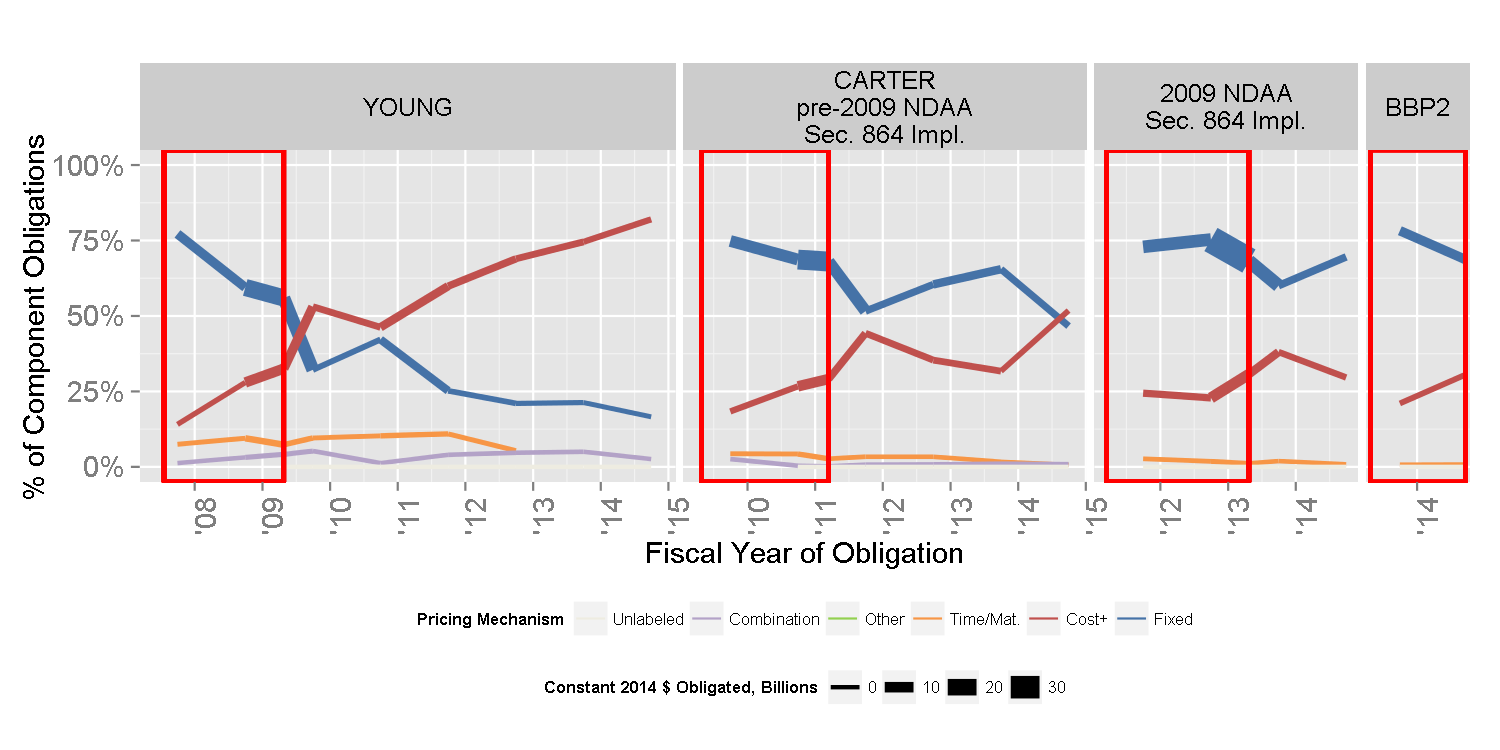 YOUNG
CARTER
pre-2009 NDAA
Sec. 864 Impl.
2009 NDAA
Sec. 864 Impl.
BBP2
% of Component Obligations
100%
75%
50%
25%
0%
'08
'09
'10
'11
'12
'13
'14
'15
'10
'11
'12
'13
'14
'15
'12
'13
'14
'14
Fiscal Year of Obligation
Pricing Mechanism Unlabeled Combination Other Time/Mat. Cost+ Fixed
Constant 2014 $ Obligated, Billions 0 10 20 30